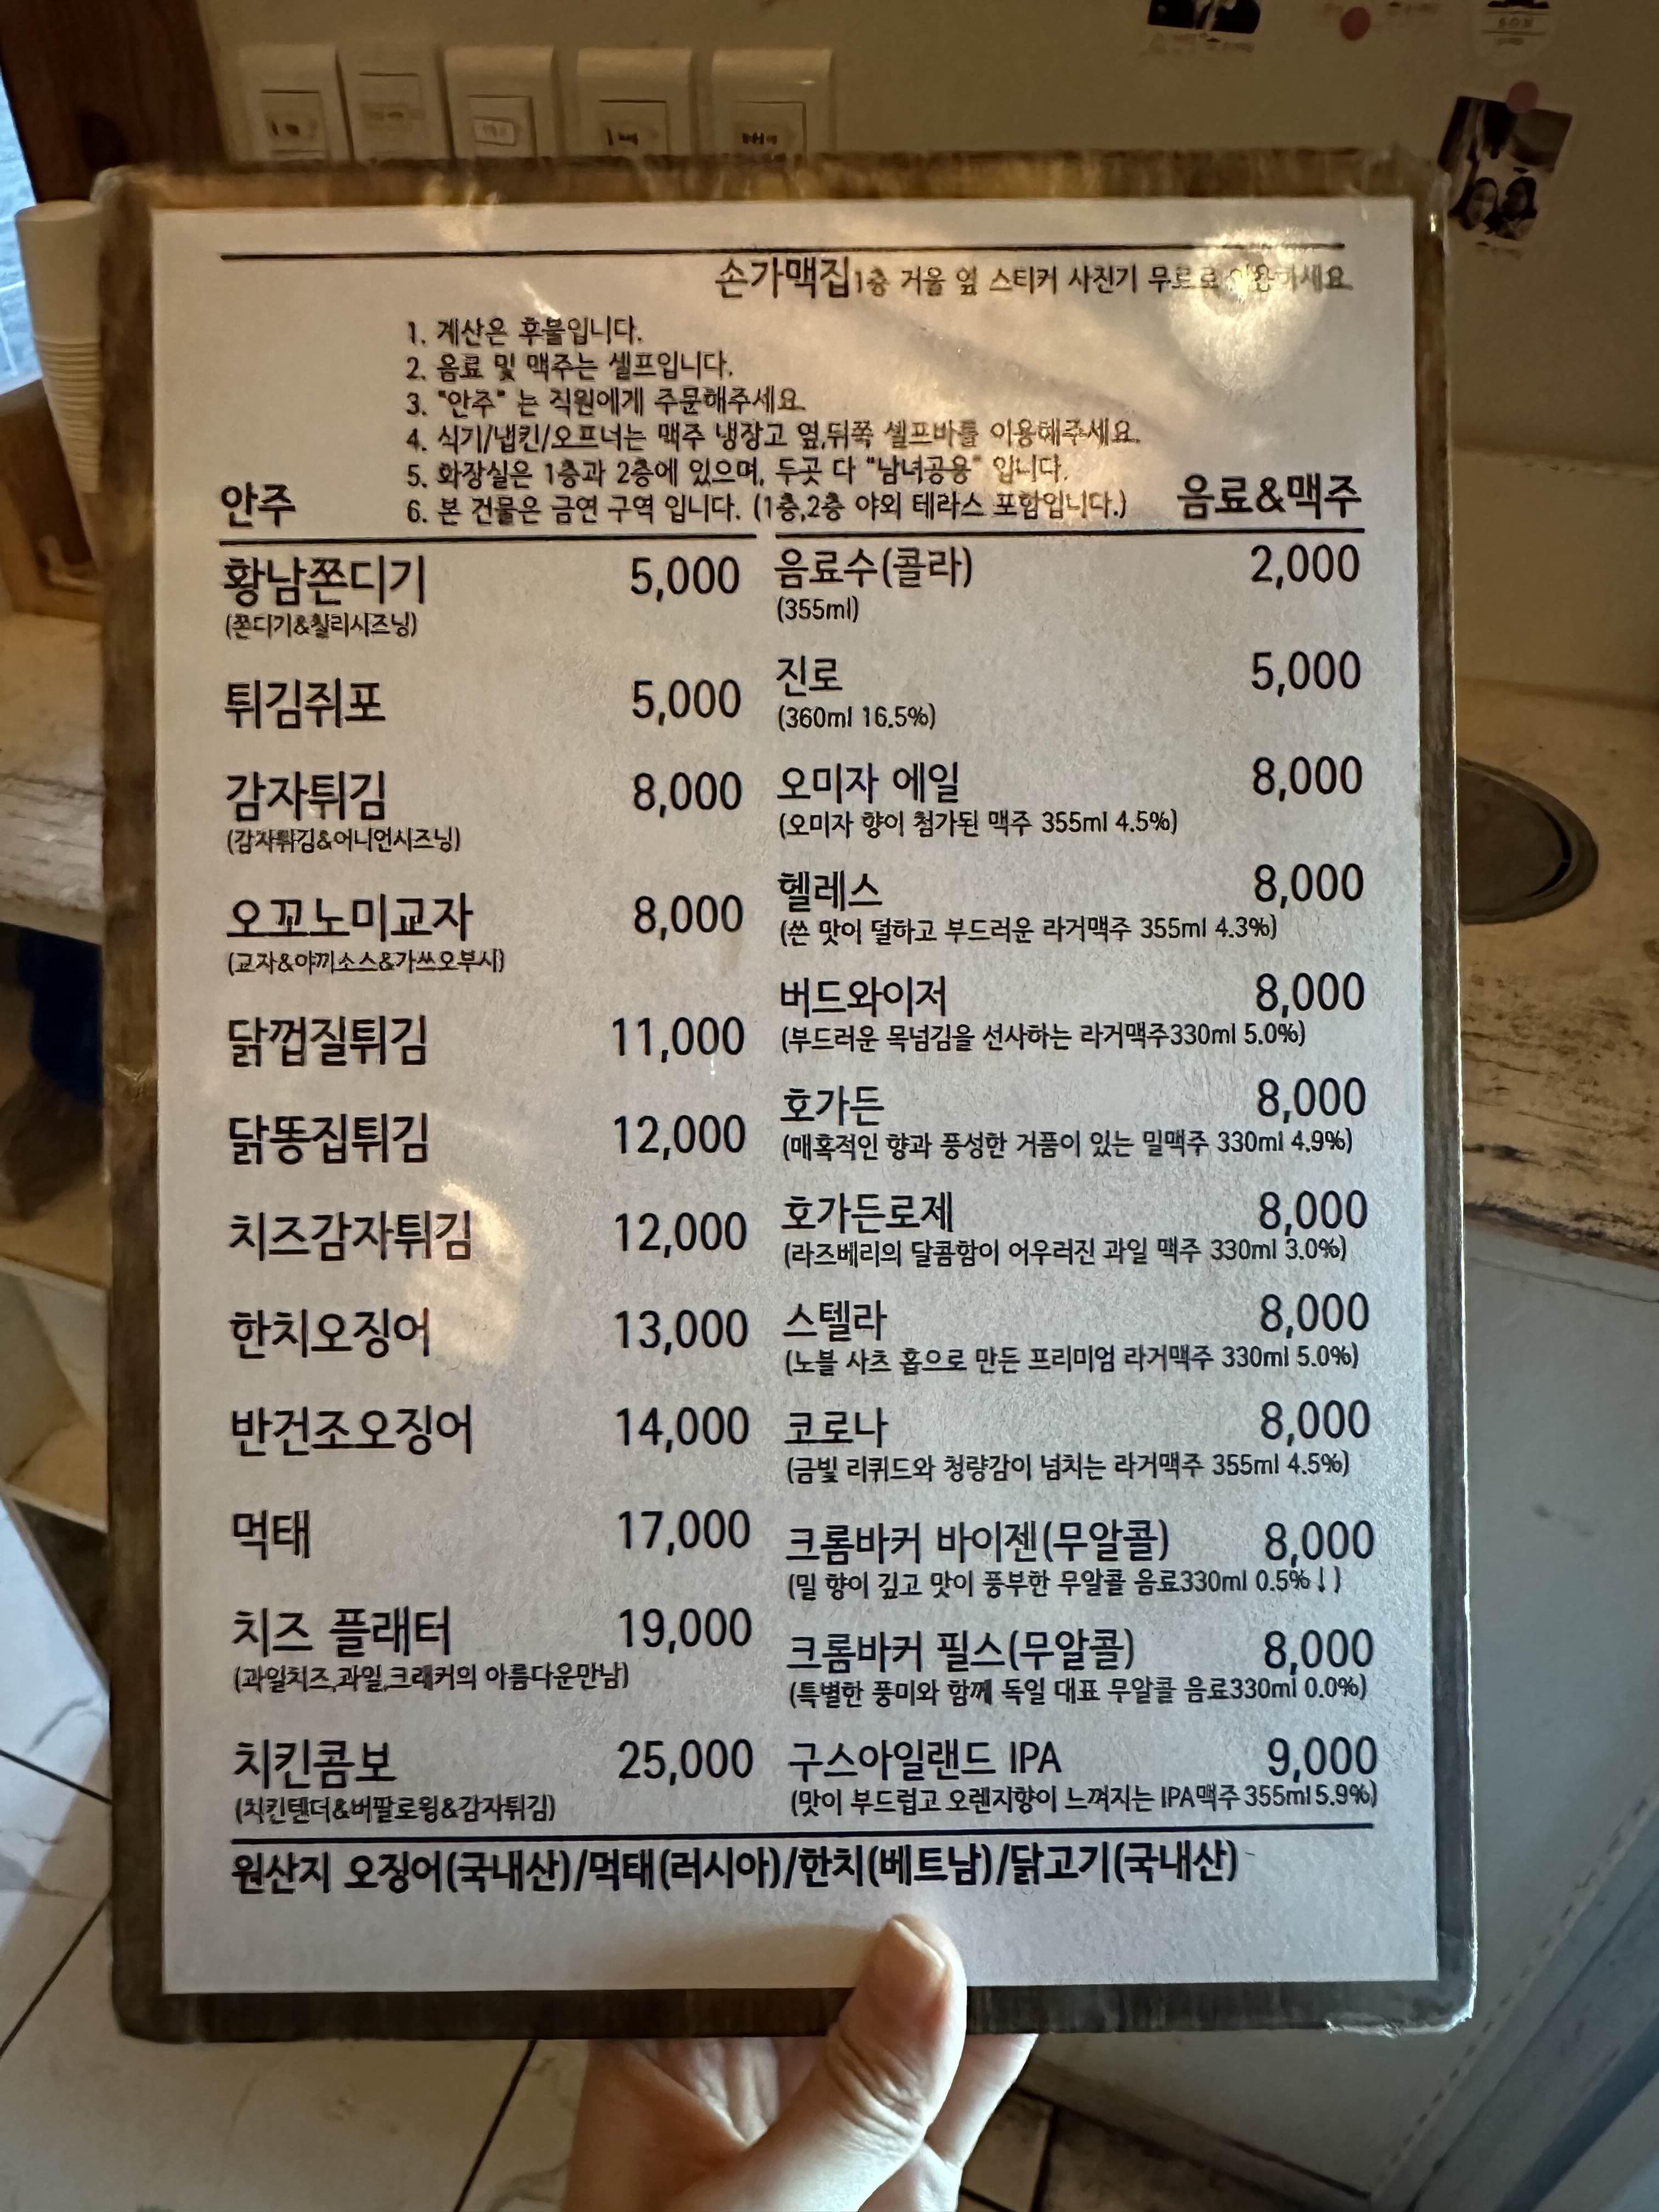 손가맥집 1층 거울 옆 스티커 사진기 무료로 이용하세요
1. 계산은 후불입니다.
2. 음료 및 맥주는 셀프입니다.
3. "안주" 는 직원에게 주문해주세요.
4. 식기/냅킨/오프너는 맥주 냉장고 옆,뒤쪽 셀프바를 이용해주세요.
5. 화장실은 1층과 2층에 있으며, 두곳 다 "남녀공용" 입니다.
6. 본 건물은 금연 구역 입니다. (1층,2층 야외 테라스 포함입니다.)
안주
황남쫀디기 5,000
(쫀디기&칠리시즈닝)
튀김쥐포 5,000
감자튀김 8,000
(감자튀김&어니언시즈닝)
오꼬노미교자 8,000
(교자&야끼소스&가쓰오부시)
닭껍질튀김 11,000
닭똥집튀김 12,000
치즈감자튀김 12,000
한치오징어 13,000
반건조오징어 14,000
먹태 17,000
치즈 플래터 19,000
(과일치즈,과일,크래커의 아름다운만남)
치킨콤보 25,000
(치킨텐더&버팔로윙&감자튀김)
음료&맥주
음료수(콜라) 2,000
(355ml)
진로 5,000
(360ml 16.5%)
오미자 에일 8,000
(오미자 향이 첨가된 맥주 355ml 4.5%)
헬레스 8,000
(쓴 맛이 덜하고 부드러운 라거맥주 355ml 4.3%)
버드와이저 8,000
(부드러운 목넘김을 선사하는 라거맥주330ml 5.0%)
호가든 8,000
(매혹적인 향과 풍성한 거품이 있는 밀맥주 330ml 4.9%)
호가든로제 8,000
(라즈베리의 달콤함이 어우러진 과일 맥주 330ml 3.0%)
스텔라 8,000
(노블 사츠 홉으로 만든 프리미엄 라거맥주 330ml 5.0%)
코로나 8,000
(금빛 리퀴드와 청량감이 넘치는 라거맥주 355ml 4.5%)
크롬바커 바이젠(무알콜) 8,000
(밀 향이 깊고 맛이 풍부한 무알콜 음료330ml 0.5%↓)
크롬바커 필스(무알콜) 8,000
(특별한 풍미와 함께 독일 대표 무알콜 음료330ml 0.0%)
구스아일랜드 IPA 9,000
(맛이 부드럽고 오렌지향이 느껴지는 IPA맥주 355ml 5.9%)
원산지 오징어(국내산)/먹태(러시아)/한치(베트남)/닭고기(국내산)